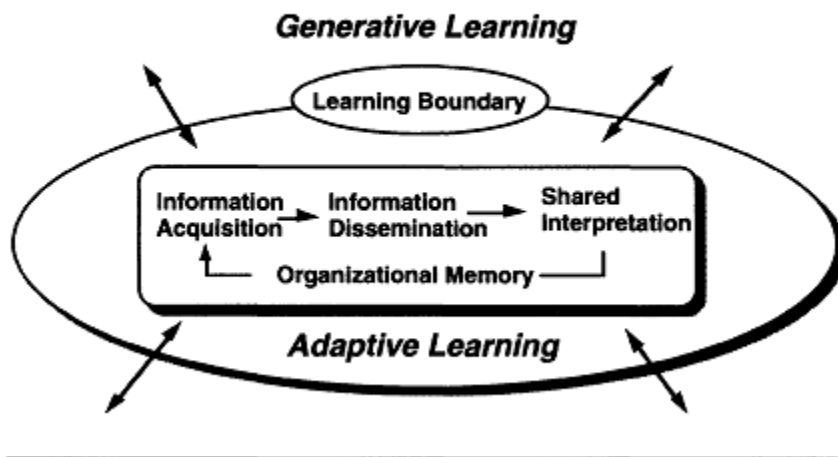 Generative Learning
Learning Boundary
Information
Acquisition
Information
Dissemination
Shared
Interpretation
Organizational Memory
Adaptive Learning